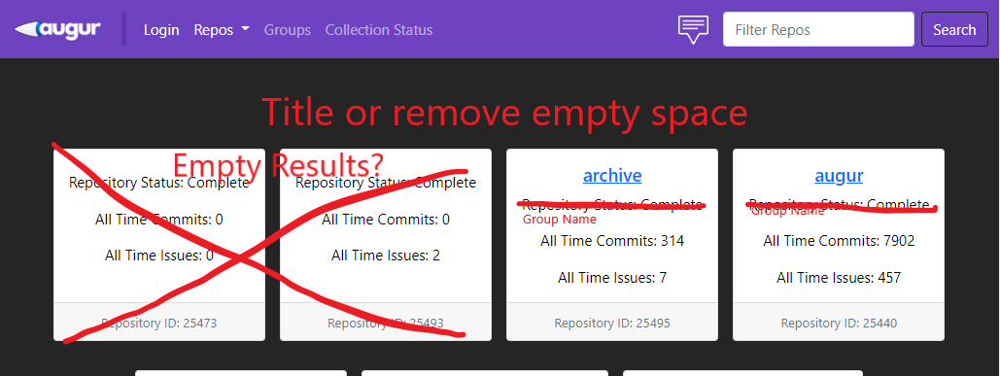 augur Login Repos Groups Collection Status Filter Repos Search
Title or remove empty space
Empty Results?
Repository Status: Complete
All Time Commits: 0
All Time Issues: 0
Repository ID: 25473
Repository Status: Complete
All Time Commits: 0
All Time Issues: 2
Repository ID: 25493
archive
Repository Status: Complete
Group Name
All Time Commits: 314
All Time Issues: 7
Repository ID: 25495
augur
Repository Status: Complete
Group Name
All Time Commits: 7902
All Time Issues: 457
Repository ID: 25440